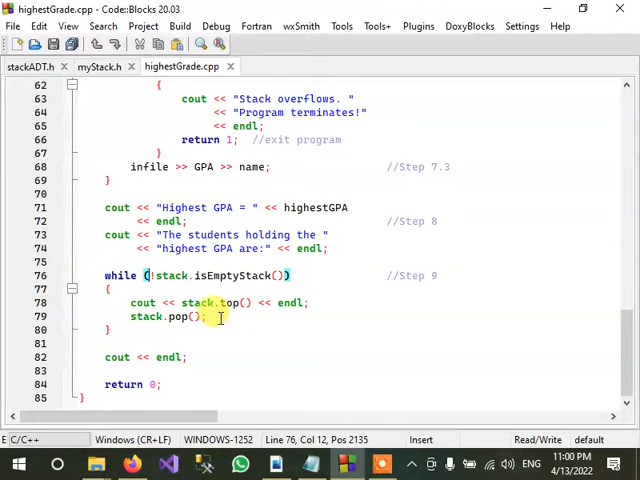 highestGrade.cpp - Code::Blocks 20.03
File Edit View Search Project Build Debug Fortran wxSmith Tools Tools+ Plugins DoxyBlocks Settings Help
stackADT.h myStack.h highestGrade.cpp
62 {
63 cout << "Stack overflows. "
64 << "Program terminates!"
65 << endl;
66 return 1; //exit program
67 }
68 infile >> GPA >> name; //Step 7.3
69 }
70
71 cout << "Highest GPA = " << highestGPA
72 << endl; //Step 8
73 cout << "The students holding the "
74 << "highest GPA are:" << endl;
75
76 while (!stack.isEmptyStack()) //Step 9
77 {
78 cout << stack.top() << endl;
79 stack.pop();
80 }
81
82 cout << endl;
83
84 return 0;
85 }
E C/C++ Windows (CR+LF) WINDOWS-1252 Line 76, Col 12, Pos 2135 Insert Read/Write default
ENG 11:00 PM
4/13/2022